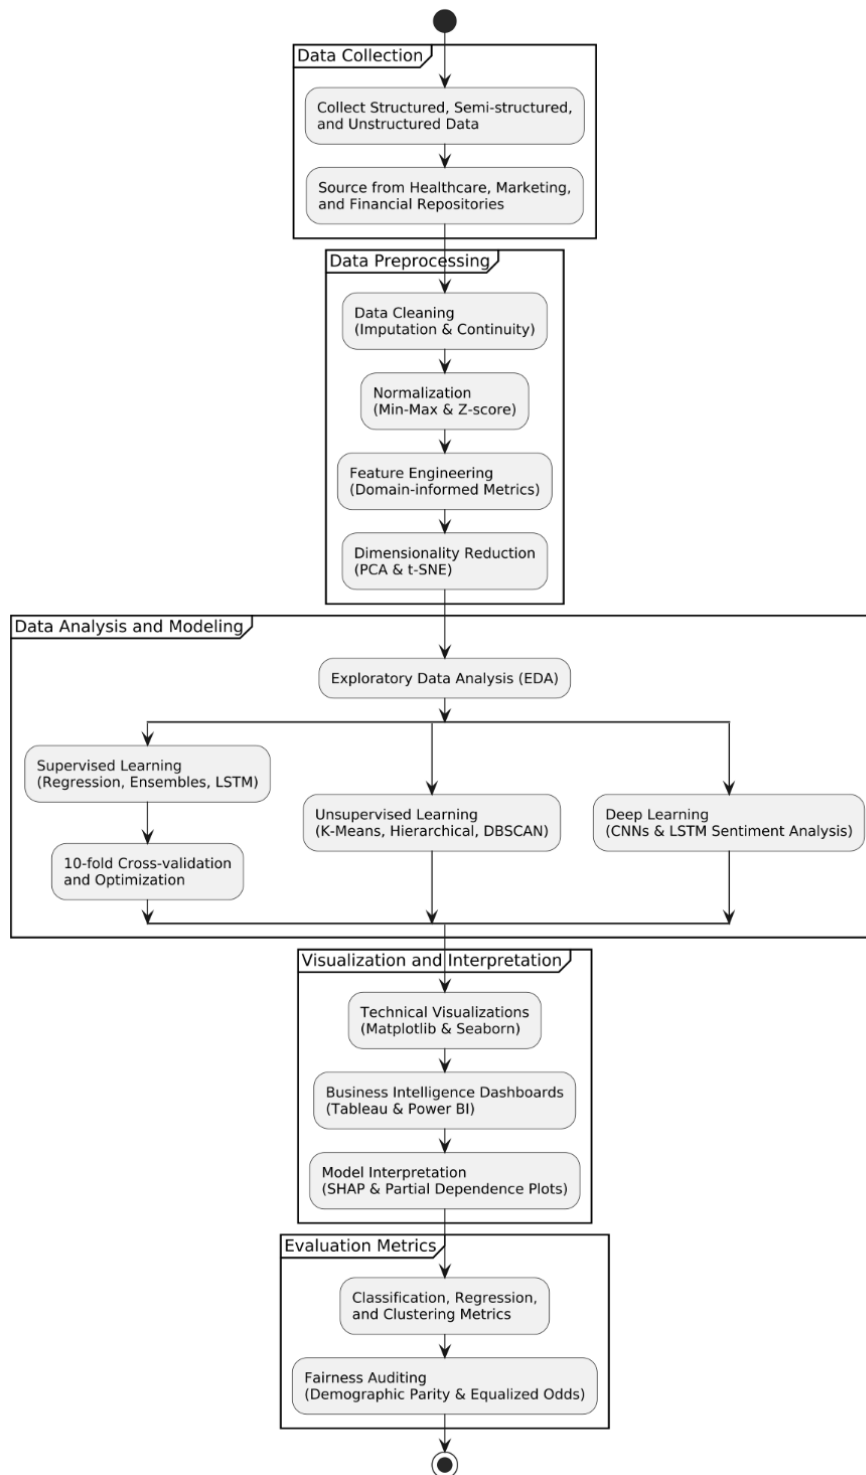 Data Collection
Collect Structured, Semi-structured,
and Unstructured Data
Source from Healthcare, Marketing,
and Financial Repositories
Data Preprocessing
Data Cleaning
(Imputation & Continuity)
Normalization
(Min-Max & Z-score)
Feature Engineering
(Domain-informed Metrics)
Dimensionality Reduction
(PCA & t-SNE)
Data Analysis and Modeling
Exploratory Data Analysis (EDA)
Supervised Learning
(Regression, Ensembles, LSTM)
10-fold Cross-validation
and Optimization
Unsupervised Learning
(K-Means, Hierarchical, DBSCAN)
Deep Learning
(CNNs & LSTM Sentiment Analysis)
Visualization and Interpretation
Technical Visualizations
(Matplotlib & Seaborn)
Business Intelligence Dashboards
(Tableau & Power BI)
Model Interpretation
(SHAP & Partial Dependence Plots)
Evaluation Metrics
Classification, Regression,
and Clustering Metrics
Fairness Auditing
(Demographic Parity & Equalized Odds)